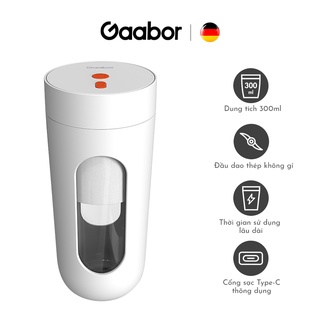 Gaabor
300
ml
Dung tích 300ml
Đầu dao thép không gỉ
Thời gian sử dụng
lâu dài
Cổng sạc Type-C
thông dụng